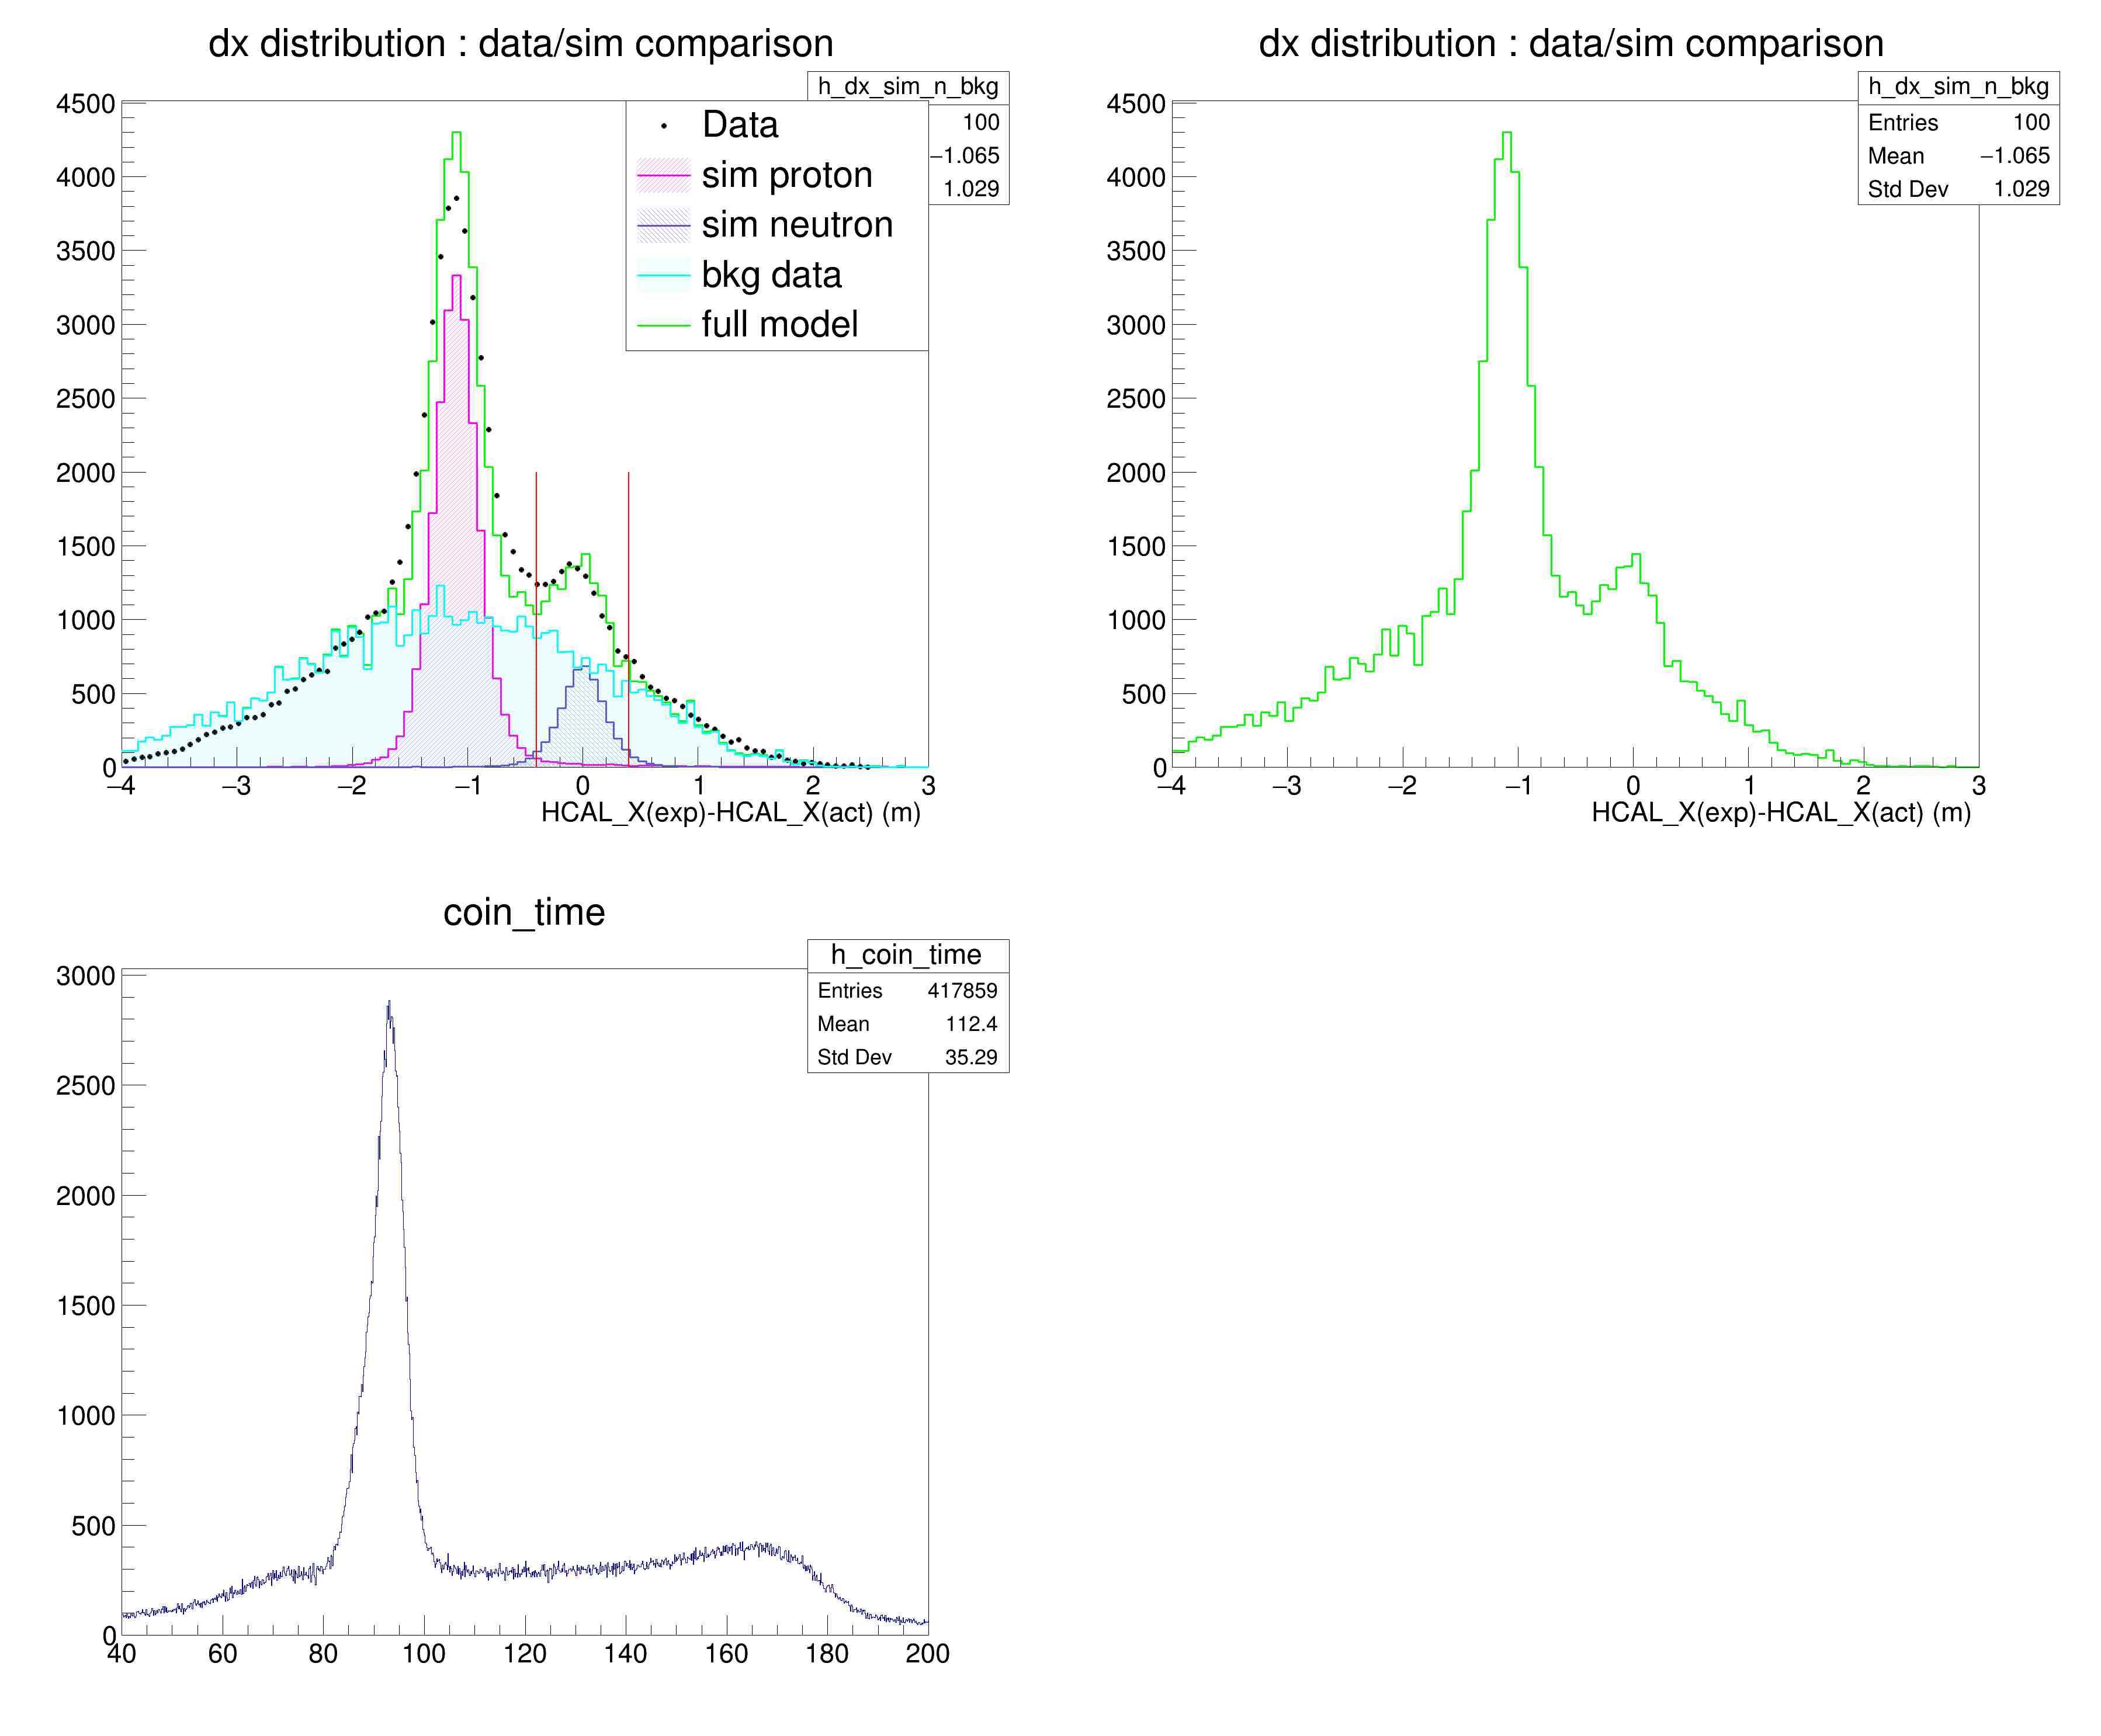 dx distribution : data/sim comparison
h_dx_sim_n_bkg
100
−1.065
1.029
Data
sim proton
sim neutron
bkg data
full model
4500
4000
3500
3000
2500
2000
1500
1000
500
0
−4 −3 −2 −1 0 1 2 3
HCAL_X(exp)-HCAL_X(act) (m)
dx distribution : data/sim comparison
h_dx_sim_n_bkg
Entries 100
Mean −1.065
Std Dev 1.029
4500
4000
3500
3000
2500
2000
1500
1000
500
0
−4 −3 −2 −1 0 1 2 3
HCAL_X(exp)-HCAL_X(act) (m)
coin_time
h_coin_time
Entries 417859
Mean 112.4
Std Dev 35.29
3000
2500
2000
1500
1000
500
0
40 60 80 100 120 140 160 180 200